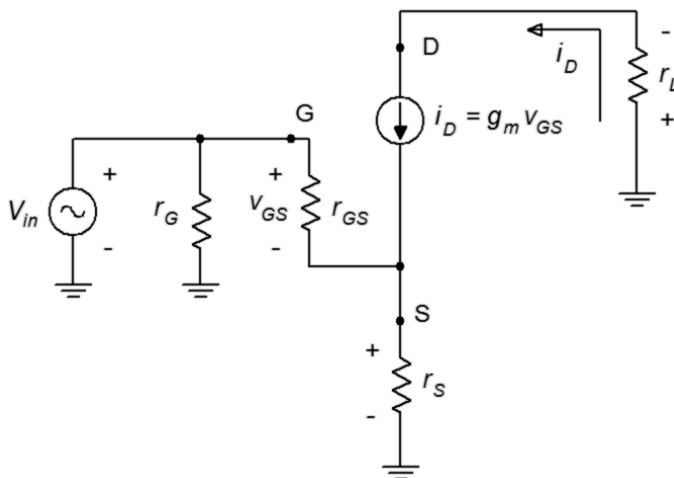 D
-
i_D
r_L
+
G
i_D = g_m v_GS
+
+
V_in
r_G
v_GS
r_GS
-
-
S
+
r_S
-